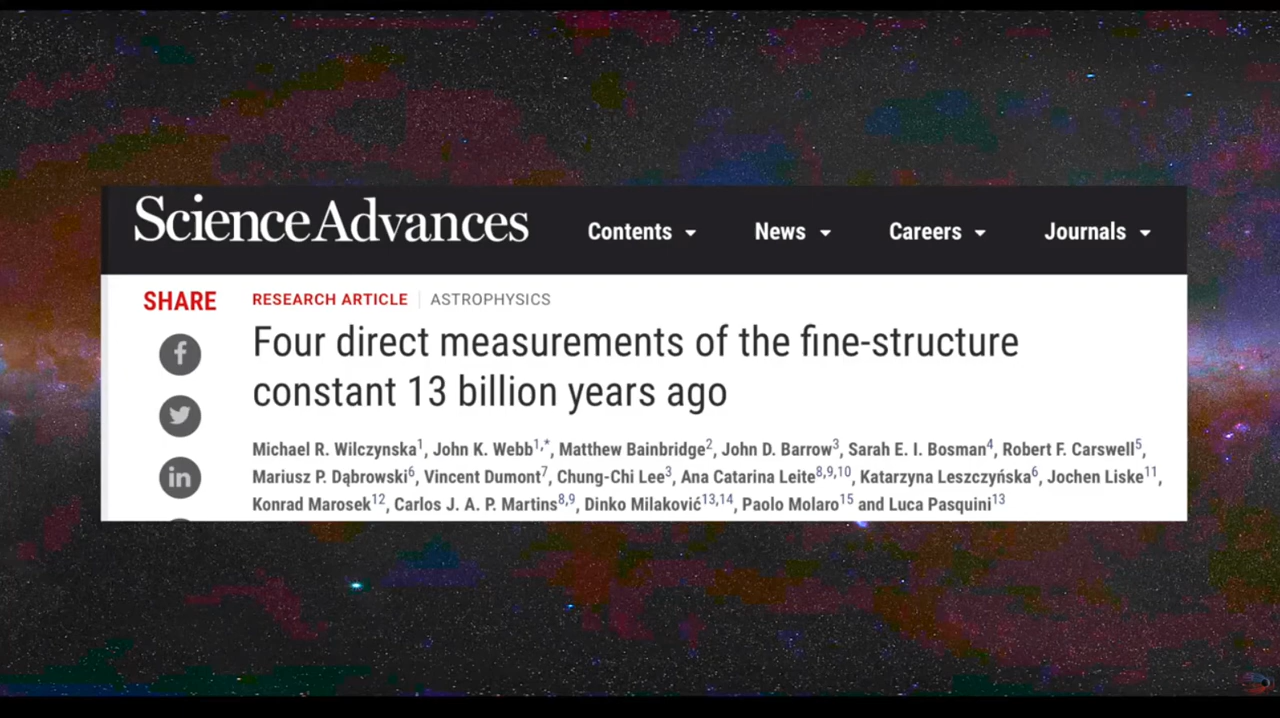 Science Advances Contents News Careers Journals
SHARE
RESEARCH ARTICLE ASTROPHYSICS
Four direct measurements of the fine-structure
constant 13 billion years ago
Michael R. Wilczynska1, John K. Webb1,*, Matthew Bainbridge2, John D. Barrow3, Sarah E. I. Bosman4, Robert F. Carswell5,
Mariusz P. Dąbrowski6, Vincent Dumont7, Chung-Chi Lee3, Ana Catarina Leite8,9,10, Katarzyna Leszczyńska6, Jochen Liske11,
Konrad Marosek12, Carlos J. A. P. Martins8,9, Dinko Milaković13,14, Paolo Molaro15 and Luca Pasquini13